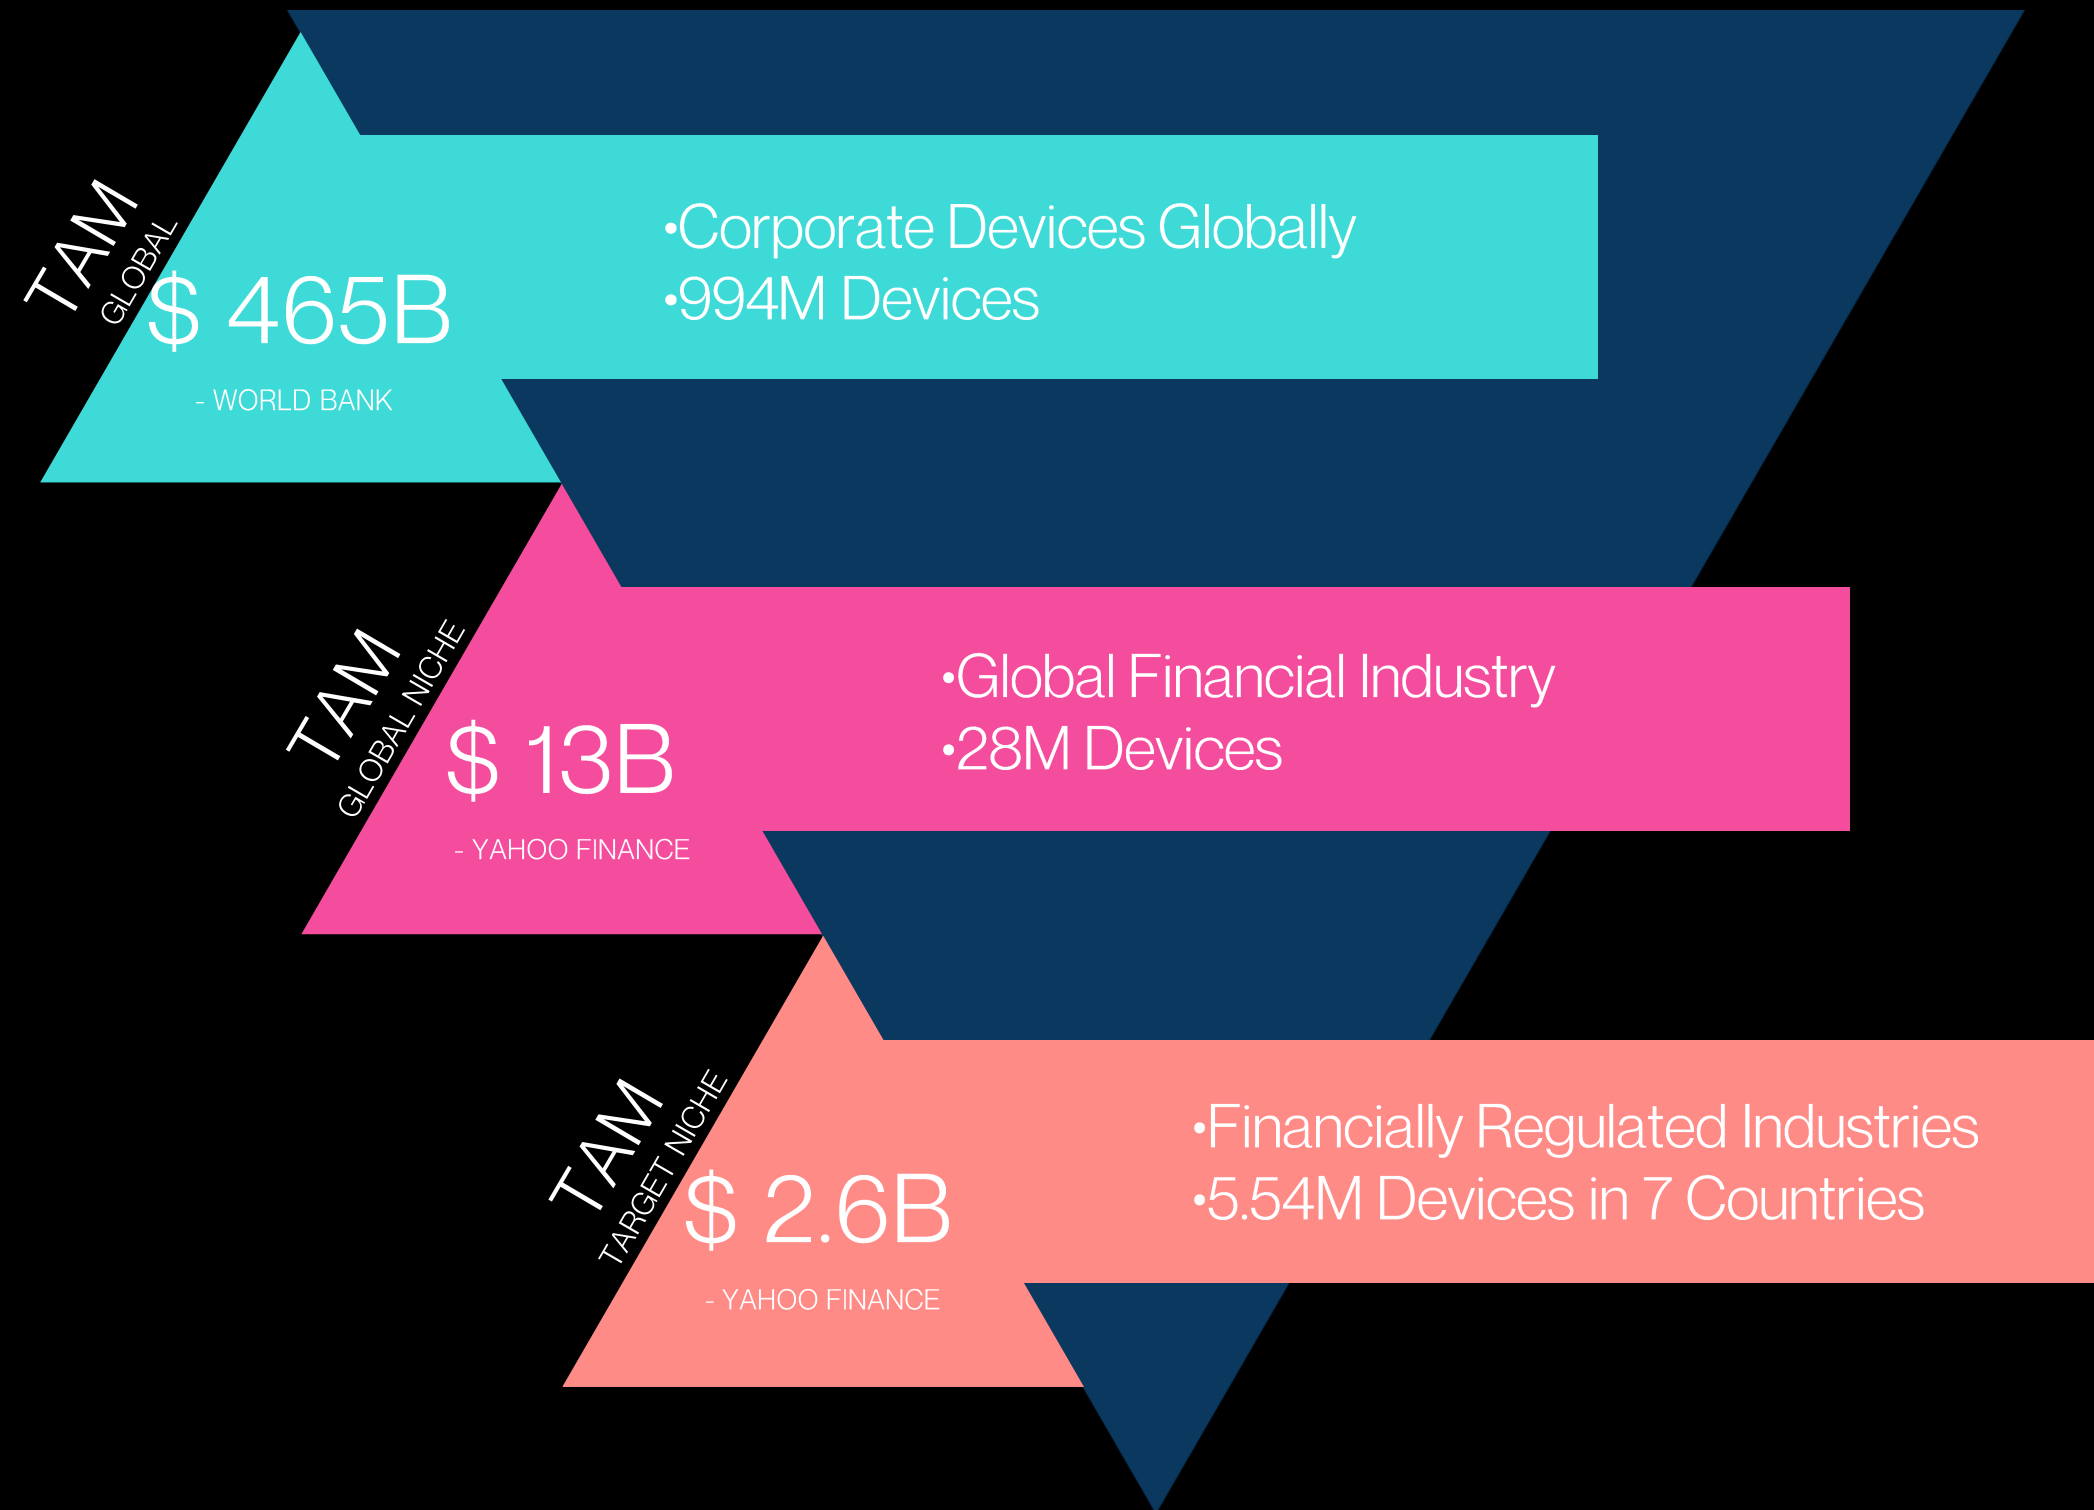 TAM
GLOBAL
$ 465B
- WORLD BANK
•Corporate Devices Globally
•994M Devices
TAM
GLOBAL NICHE
$ 13B
- YAHOO FINANCE
•Global Financial Industry
•28M Devices
TAM
TARGET NICHE
$ 2.6B
- YAHOO FINANCE
•Financially Regulated Industries
•5.54M Devices in 7 Countries